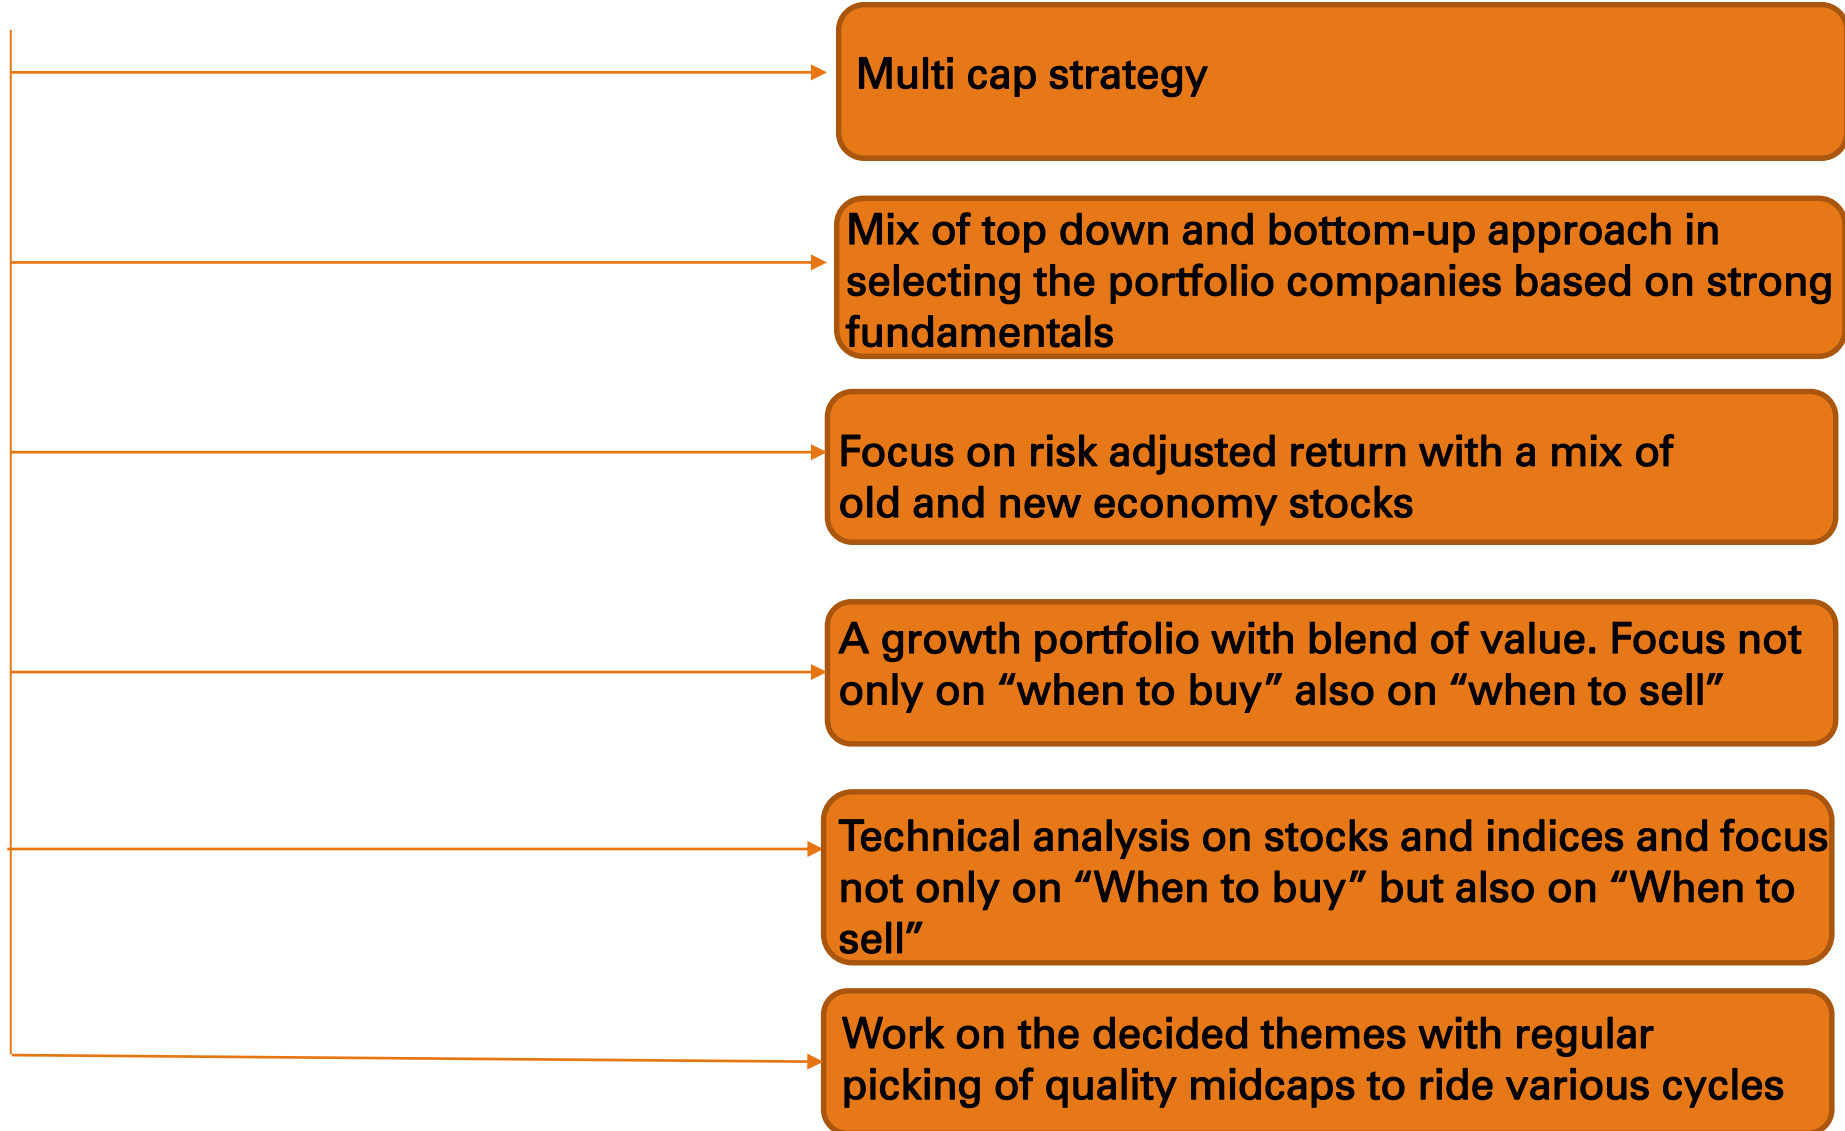 Multi cap strategy
Mix of top down and bottom-up approach in
selecting the portfolio companies based on strong
fundamentals
Focus on risk adjusted return with a mix of
old and new economy stocks
A growth portfolio with blend of value. Focus not
only on “when to buy” also on “when to sell”
Technical analysis on stocks and indices and focus
not only on “When to buy” but also on “When to
sell”
Work on the decided themes with regular
picking of quality midcaps to ride various cycles